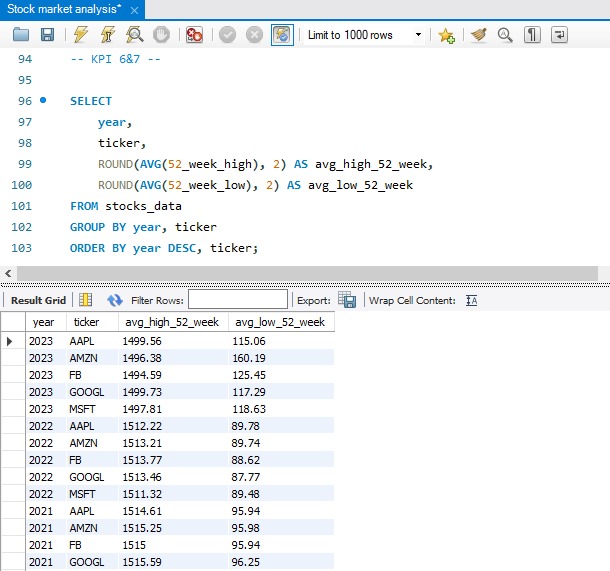 Stock market analysis* ×
Limit to 1000 rows
94 -- KPI 6&7 --
95
96 SELECT
97 year,
98 ticker,
99 ROUND(AVG(52_week_high), 2) AS avg_high_52_week,
100 ROUND(AVG(52_week_low), 2) AS avg_low_52_week
101 FROM stocks_data
102 GROUP BY year, ticker
103 ORDER BY year DESC, ticker;
Result Grid Filter Rows: Export: Wrap Cell Content: IA
year ticker avg_high_52_week avg_low_52_week
2023 AAPL 1499.56 115.06
2023 AMZN 1496.38 160.19
2023 FB 1494.59 125.45
2023 GOOGL 1499.73 117.29
2023 MSFT 1497.81 118.63
2022 AAPL 1512.22 89.78
2022 AMZN 1513.21 89.74
2022 FB 1513.77 88.62
2022 GOOGL 1513.46 87.77
2022 MSFT 1511.32 89.48
2021 AAPL 1514.61 95.94
2021 AMZN 1515.25 95.98
2021 FB 1515 95.94
2021 GOOGL 1515.59 96.25